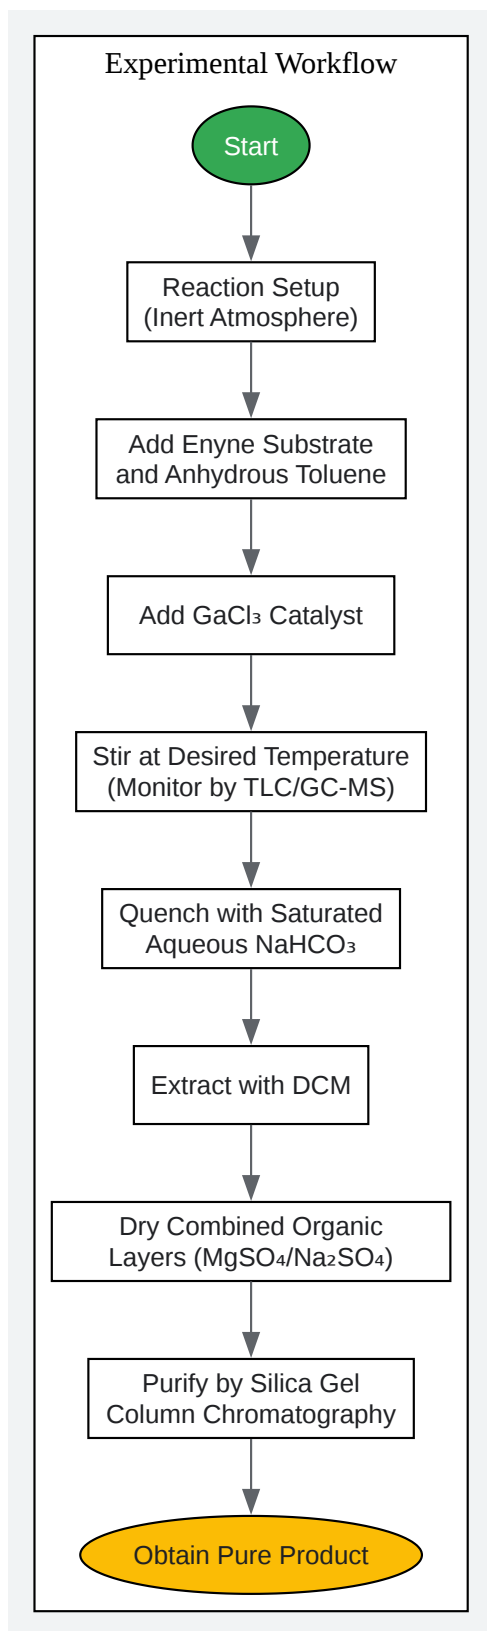 Experimental Workflow
Start
Reaction Setup
(Inert Atmosphere)
Add Enyne Substrate
and Anhydrous Toluene
Add GaCl₃ Catalyst
Stir at Desired Temperature
(Monitor by TLC/GC-MS)
Quench with Saturated
Aqueous NaHCO₃
Extract with DCM
Dry Combined Organic
Layers (MgSO₄/Na₂SO₄)
Purify by Silica Gel
Column Chromatography
Obtain Pure Product